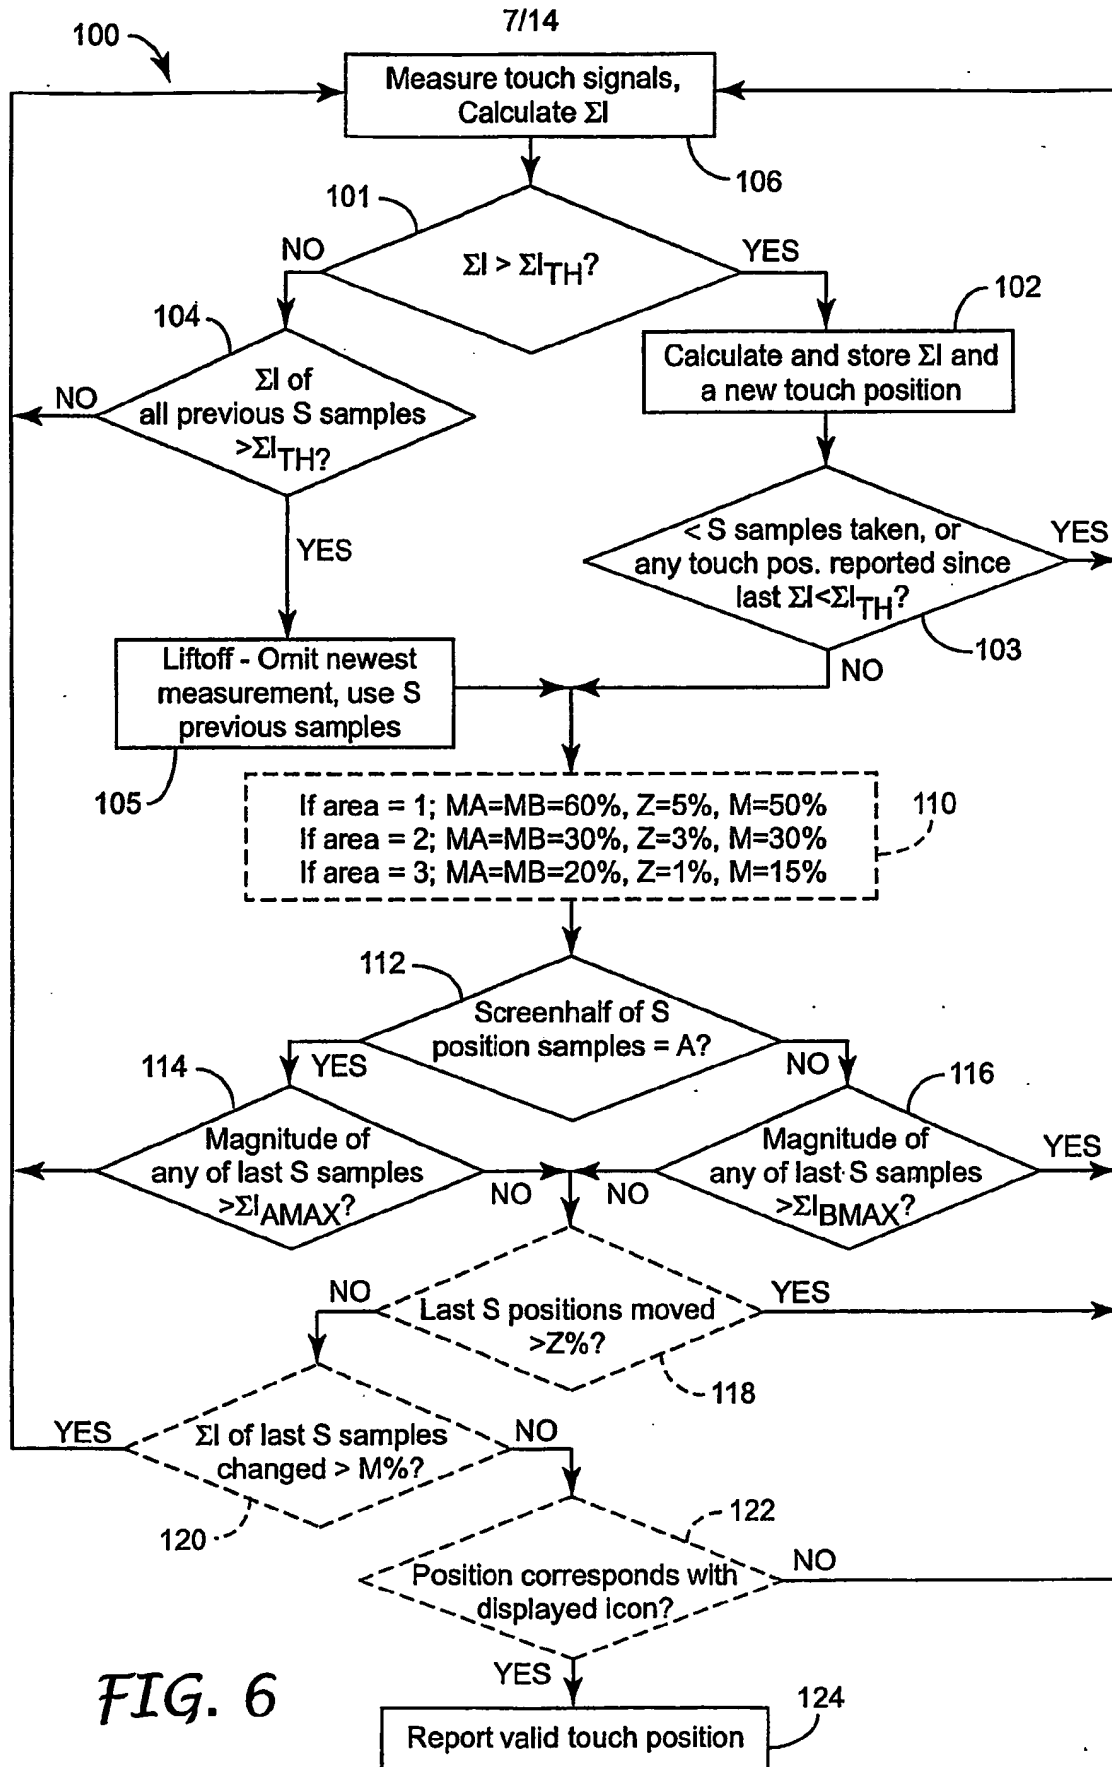 7/14
100
Measure touch signals,
Calculate ΣI
106
101
NO
ΣI > ΣITH?
YES
104
102
ΣI of
all previous S samples
>ΣITH?
NO
Calculate and store ΣI and
a new touch position
YES
< S samples taken, or
any touch pos. reported since
last ΣI<ΣITH?
YES
103
NO
Liftoff - Omit newest
measurement, use S
previous samples
105
If area = 1; MA=MB=60%, Z=5%, M=50%
If area = 2; MA=MB=30%, Z=3%, M=30%
If area = 3; MA=MB=20%, Z=1%, M=15%
110
112
Screenhalf of S
position samples = A?
YES
NO
114
116
Magnitude of
any of last S samples
>ΣIAMAX?
NO
Magnitude of
any of last S samples
>ΣIBMAX?
NO
YES
NO
Last S positions moved
>Z%?
YES
118
YES
ΣI of last S samples
changed > M%?
NO
120
122
Position corresponds with
displayed icon?
NO
YES
FIG. 6
Report valid touch position
124